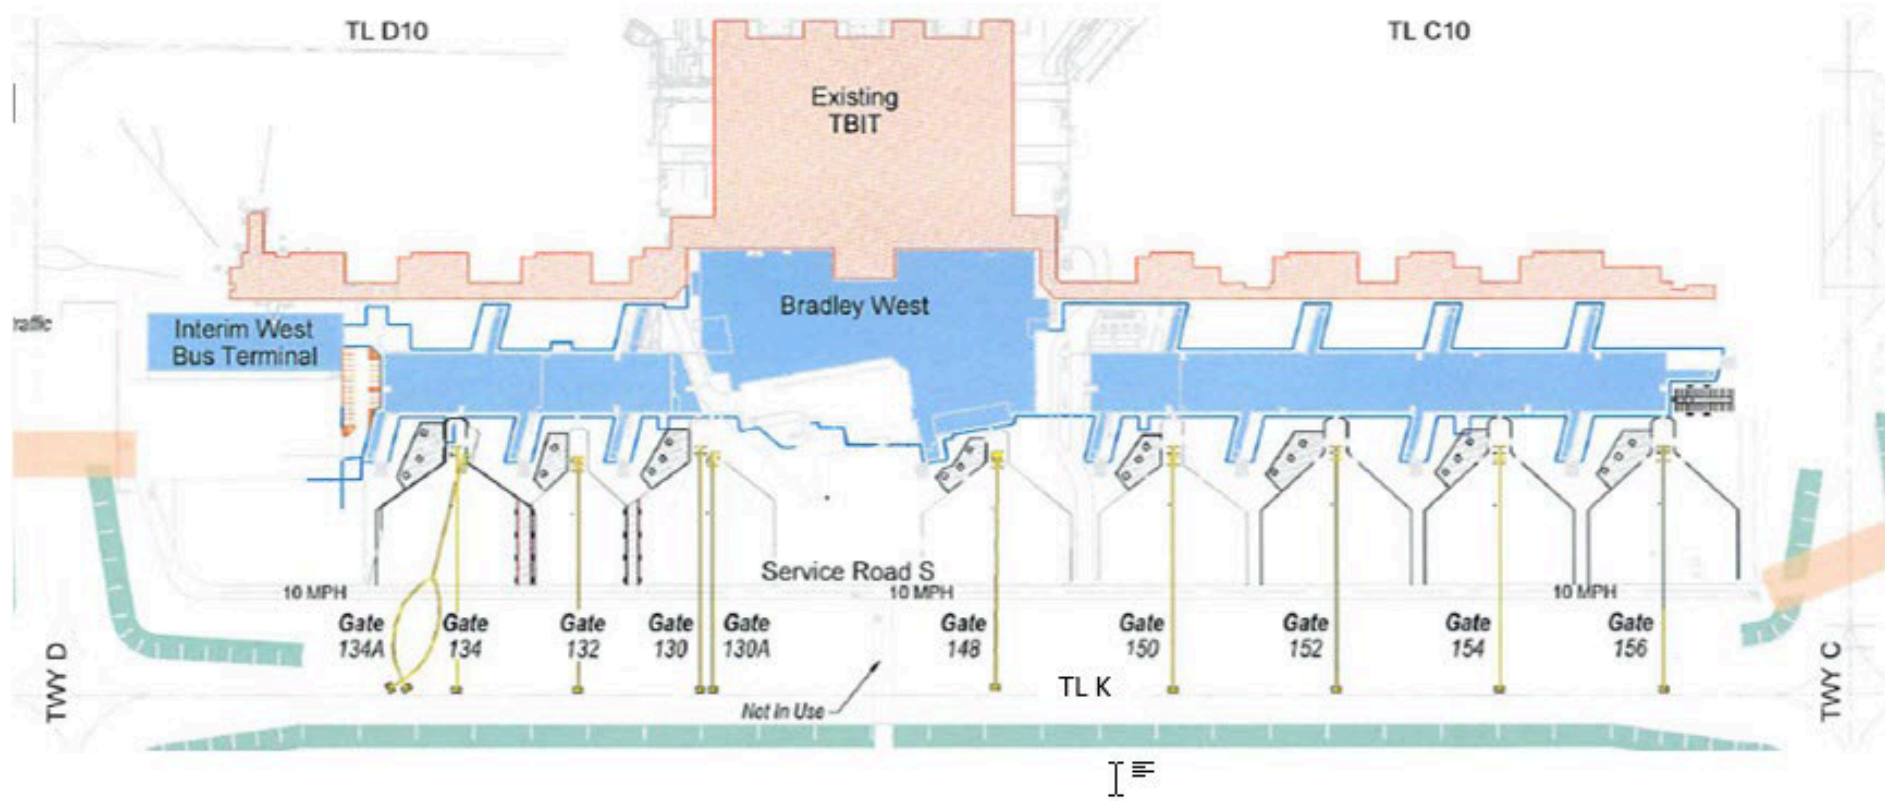 TL D10
TL C10
Existing
TBIT
Bradley West
Interim West
Bus Terminal
raffic
Service Road S
10 MPH
10 MPH
10 MPH
Gate
134A
Gate
134
Gate
132
Gate
130
Gate
130A
Gate
148
Gate
150
Gate
152
Gate
154
Gate
156
TWY D
TL K
TWY C
Not In Use